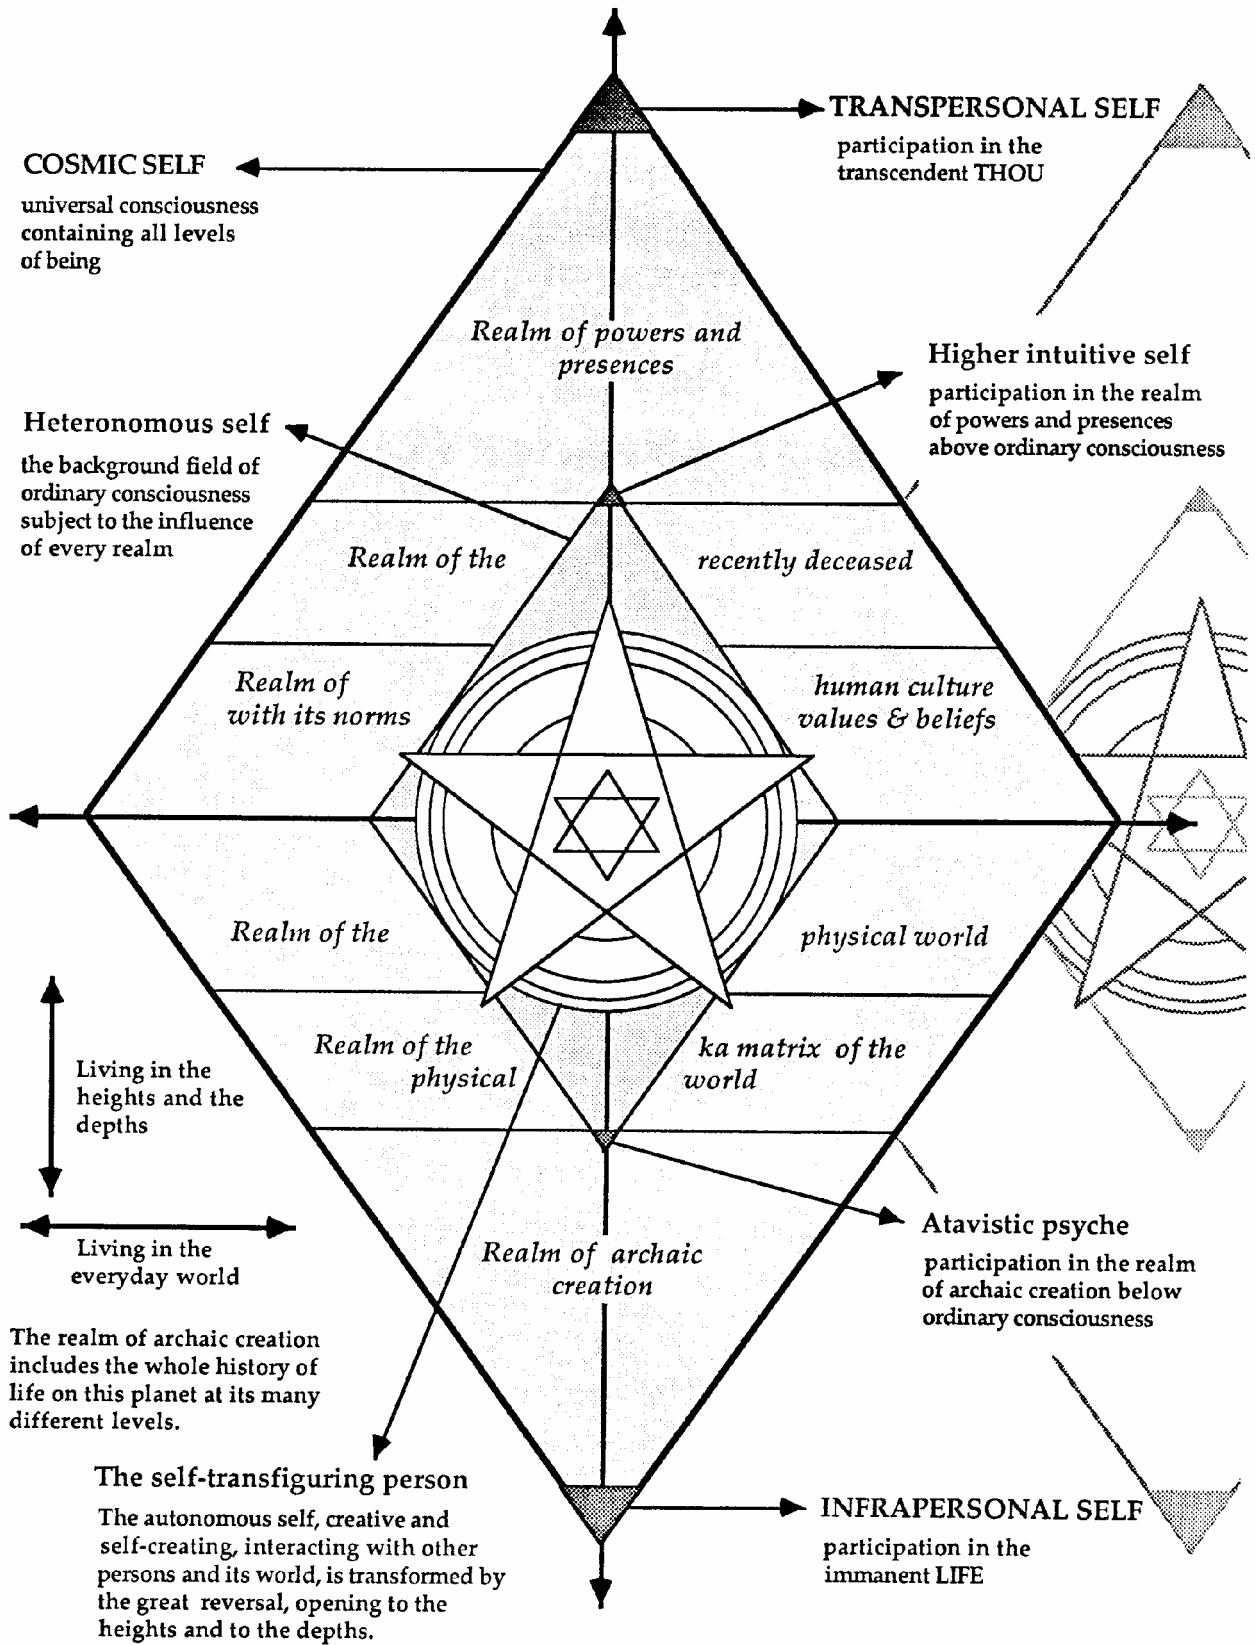 TRANSPERSONAL SELF
participation in the
transcendent THOU
COSMIC SELF
universal consciousness
containing all levels
of being
Realm of powers and
presences
Higher intuitive self
participation in the realm
of powers and presences
above ordinary consciousness
Heteronomous self
the background field of
ordinary consciousness
subject to the influence
of every realm
Realm of the recently deceased
Realm of human culture
with its norms values & beliefs
Realm of the physical world
Realm of the ka matrix of the
physical world
Living in the
heights and the
depths
Living in the
everyday world
Realm of archaic
creation
Atavistic psyche
participation in the realm
of archaic creation below
ordinary consciousness
The realm of archaic creation
includes the whole history of
life on this planet at its many
different levels.
The self-transfiguring person
The autonomous self, creative and
self-creating, interacting with other
persons and its world, is transformed by
the great reversal, opening to the
heights and to the depths.
INFRAPERSONAL SELF
participation in the
immanent LIFE